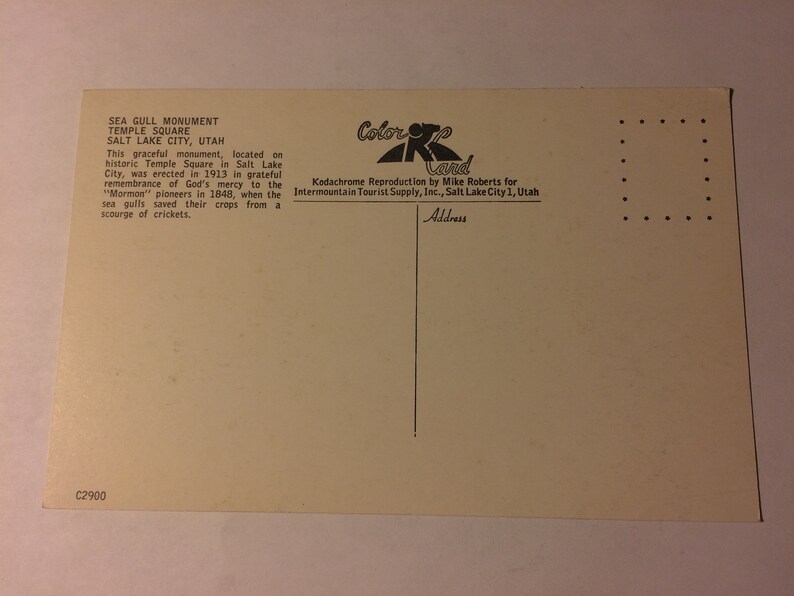 SEA GULL MONUMENT
TEMPLE SQUARE
SALT LAKE CITY, UTAH
This graceful monument, located on
historic Temple Square in Salt Lake
City, was erected in 1913 in grateful
remembrance of God's mercy to the
"Mormon" pioneers in 1848, when the
sea gulls saved their crops from a
scourge of crickets.
Color
Card
Kodachrome Reproduction by Mike Roberts for
Intermountain Tourist Supply, Inc., Salt Lake City 1, Utah
Address
C2900